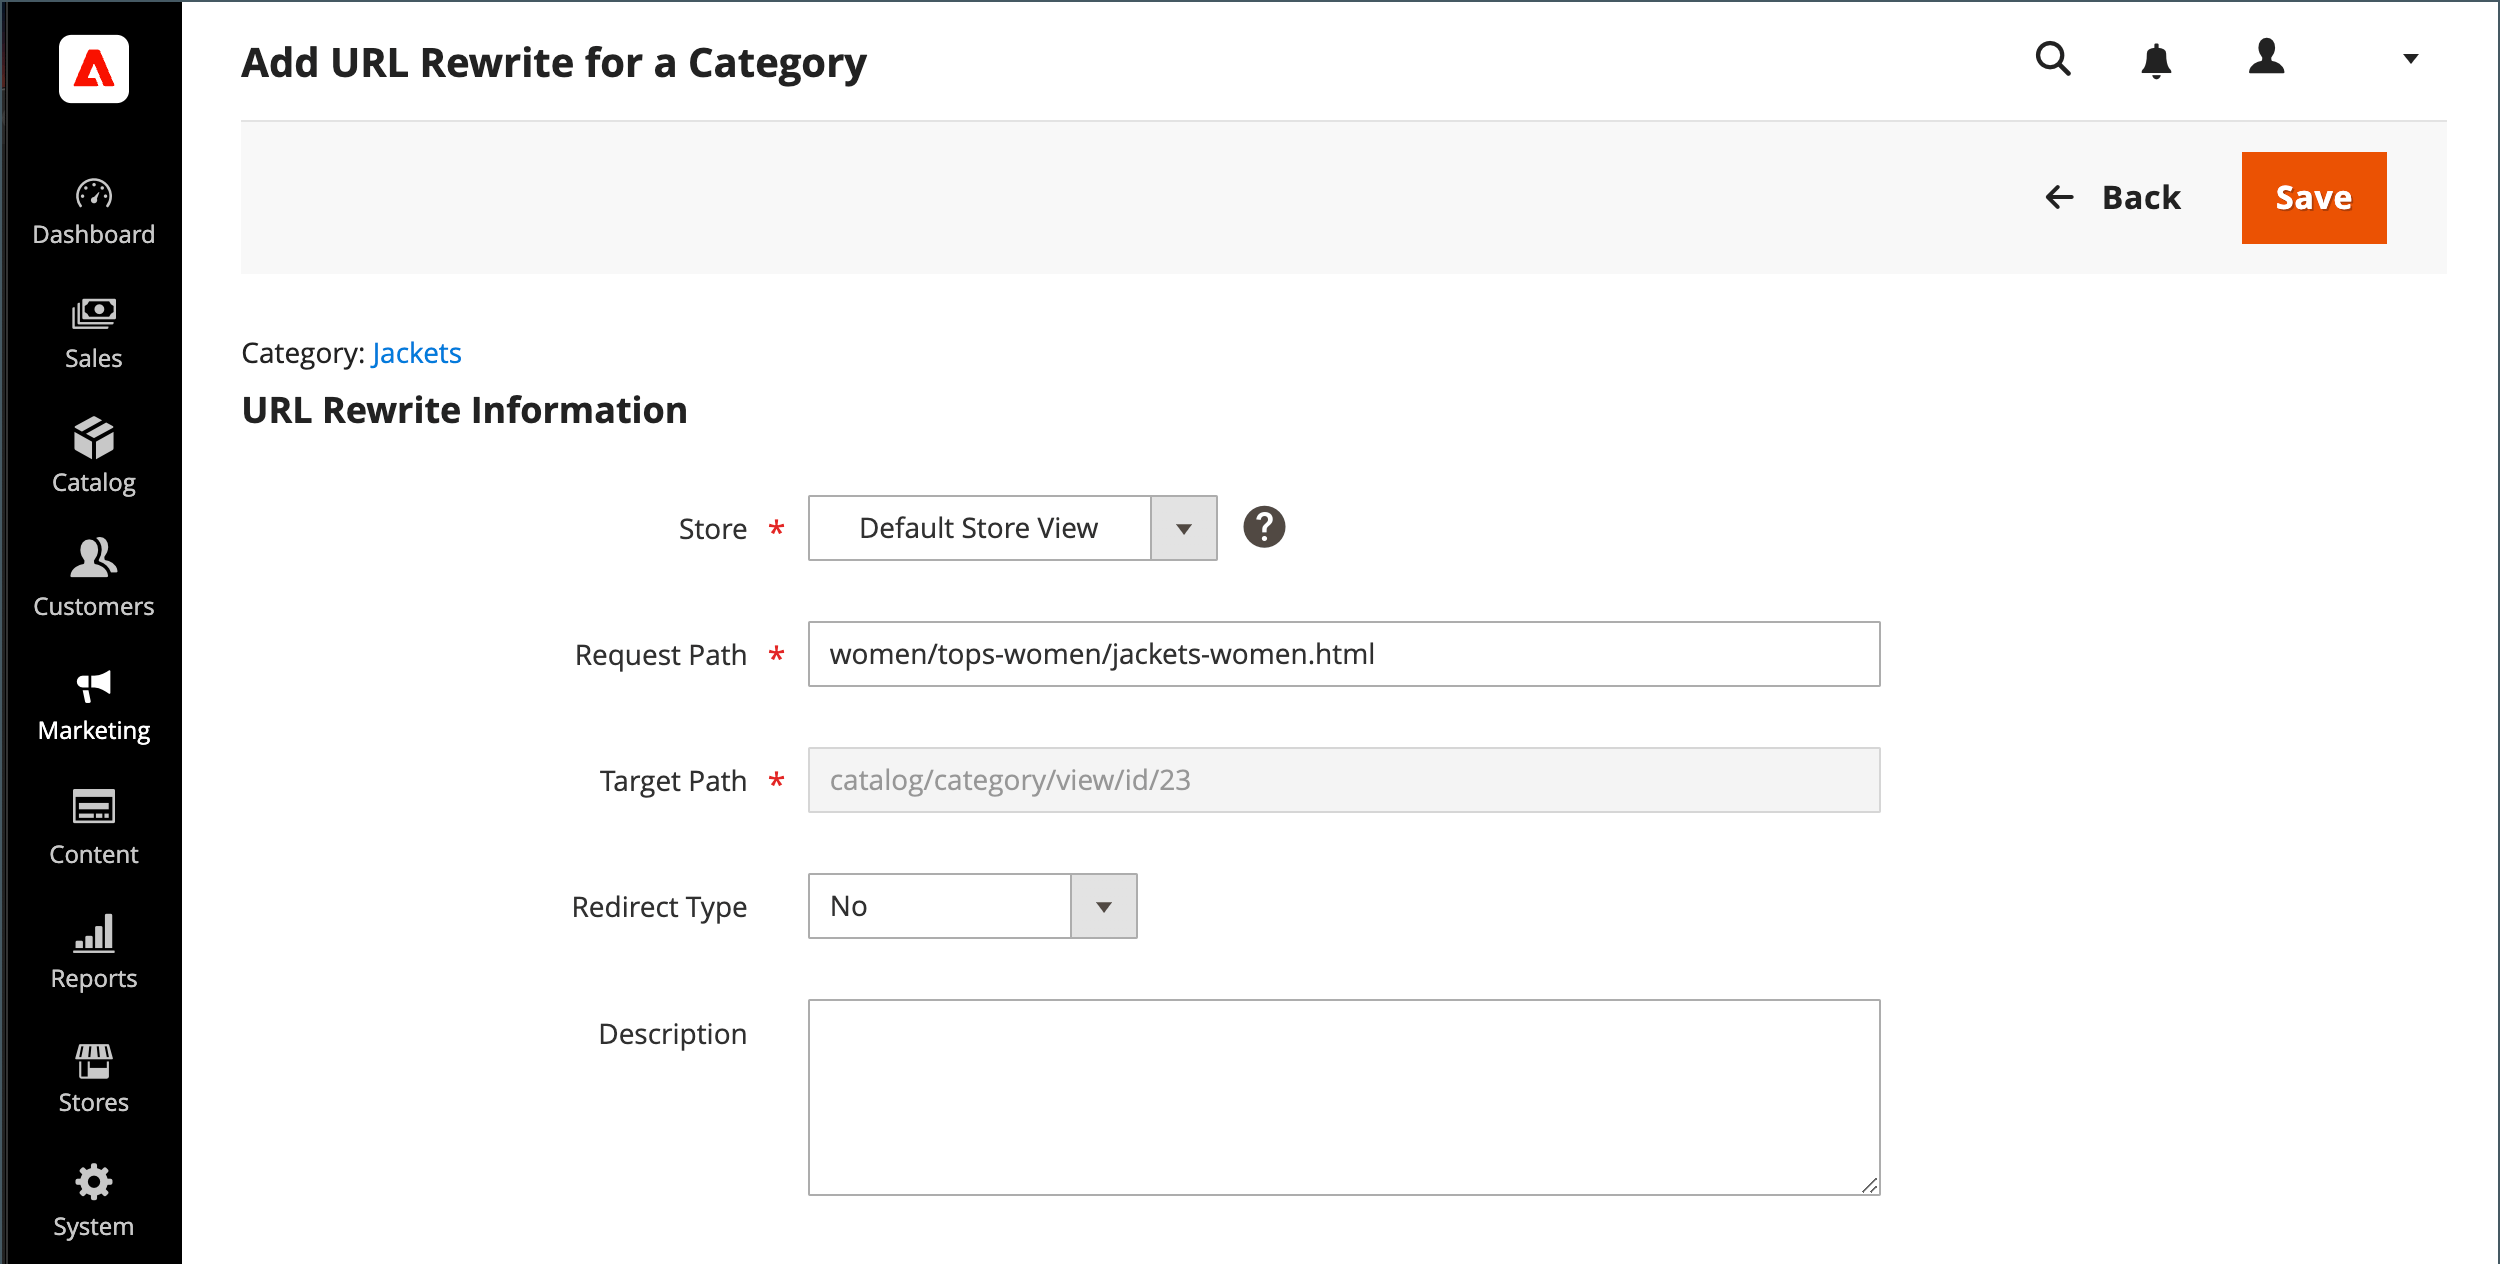 Add URL Rewrite for a Category
Back
Save
Dashboard
Sales
Catalog
Customers
Marketing
Content
Reports
Stores
System
Category: Jackets
URL Rewrite Information
Store * Default Store View ?
Request Path * women/tops-women/jackets-women.html
Target Path * catalog/category/view/id/23
Redirect Type No
Description